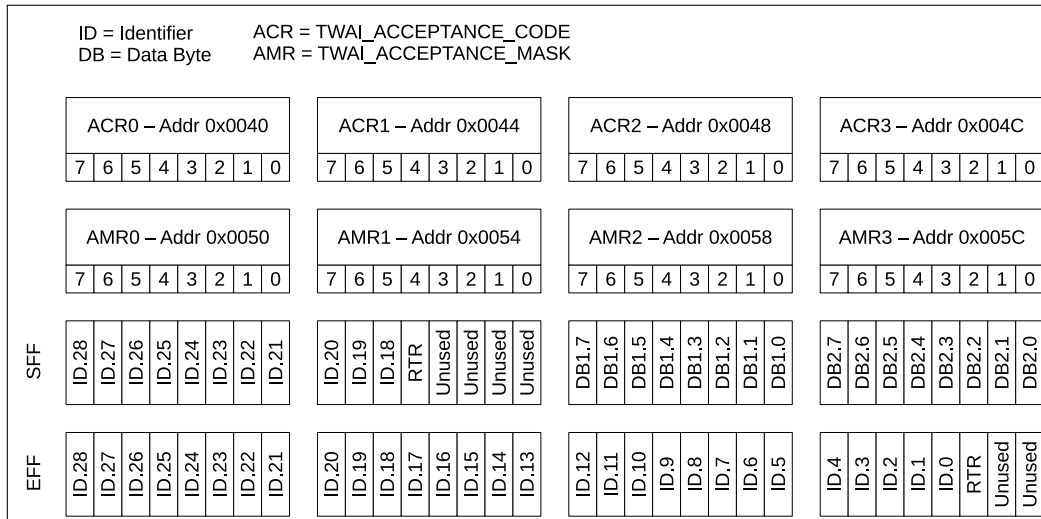 ID = Identifier ACR = TWAI_ACCEPTANCE_CODE
DB = Data Byte AMR = TWAI_ACCEPTANCE_MASK
ACR0 – Addr 0x0040 ACR1 – Addr 0x0044 ACR2 – Addr 0x0048 ACR3 – Addr 0x004C
7 6 5 4 3 2 1 0 7 6 5 4 3 2 1 0 7 6 5 4 3 2 1 0 7 6 5 4 3 2 1 0
AMR0 – Addr 0x0050 AMR1 – Addr 0x0054 AMR2 – Addr 0x0058 AMR3 – Addr 0x005C
7 6 5 4 3 2 1 0 7 6 5 4 3 2 1 0 7 6 5 4 3 2 1 0 7 6 5 4 3 2 1 0
SFF ID.28 ID.27 ID.26 ID.25 ID.24 ID.23 ID.22 ID.21 ID.20 ID.19 ID.18 RTR Unused Unused Unused Unused DB1.7 DB1.6 DB1.5 DB1.4 DB1.3 DB1.2 DB1.1 DB1.0 DB2.7 DB2.6 DB2.5 DB2.4 DB2.3 DB2.2 DB2.1 DB2.0
EFF ID.28 ID.27 ID.26 ID.25 ID.24 ID.23 ID.22 ID.21 ID.20 ID.19 ID.18 ID.17 ID.16 ID.15 ID.14 ID.13 ID.12 ID.11 ID.10 ID.9 ID.8 ID.7 ID.6 ID.5 ID.4 ID.3 ID.2 ID.1 ID.0 RTR Unused Unused